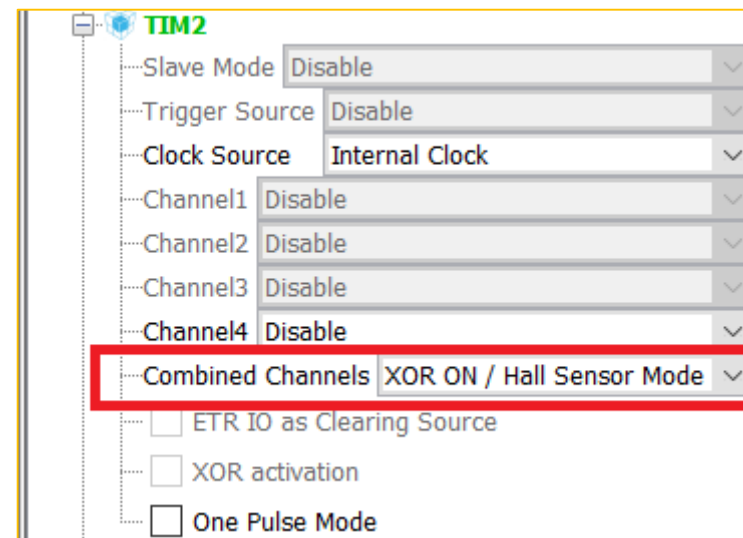 TIM2
Slave Mode Disable
Trigger Source Disable
Clock Source Internal Clock
Channel1 Disable
Channel2 Disable
Channel3 Disable
Channel4 Disable
Combined Channels XOR ON / Hall Sensor Mode
ETR IO as Clearing Source
XOR activation
One Pulse Mode